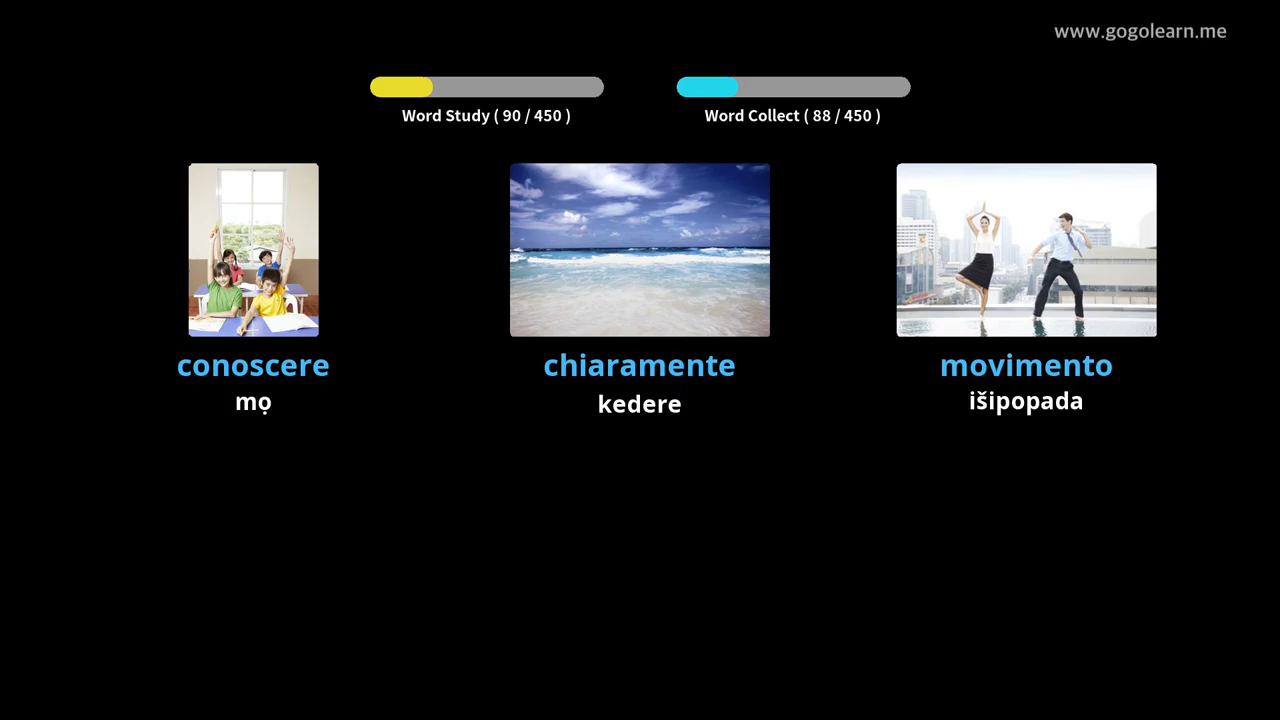 www.gogolearn.me
Word Study ( 90 / 450 )
Word Collect ( 88 / 450 )
conoscere
mọ
chiaramente
kedere
movimento
išipopada